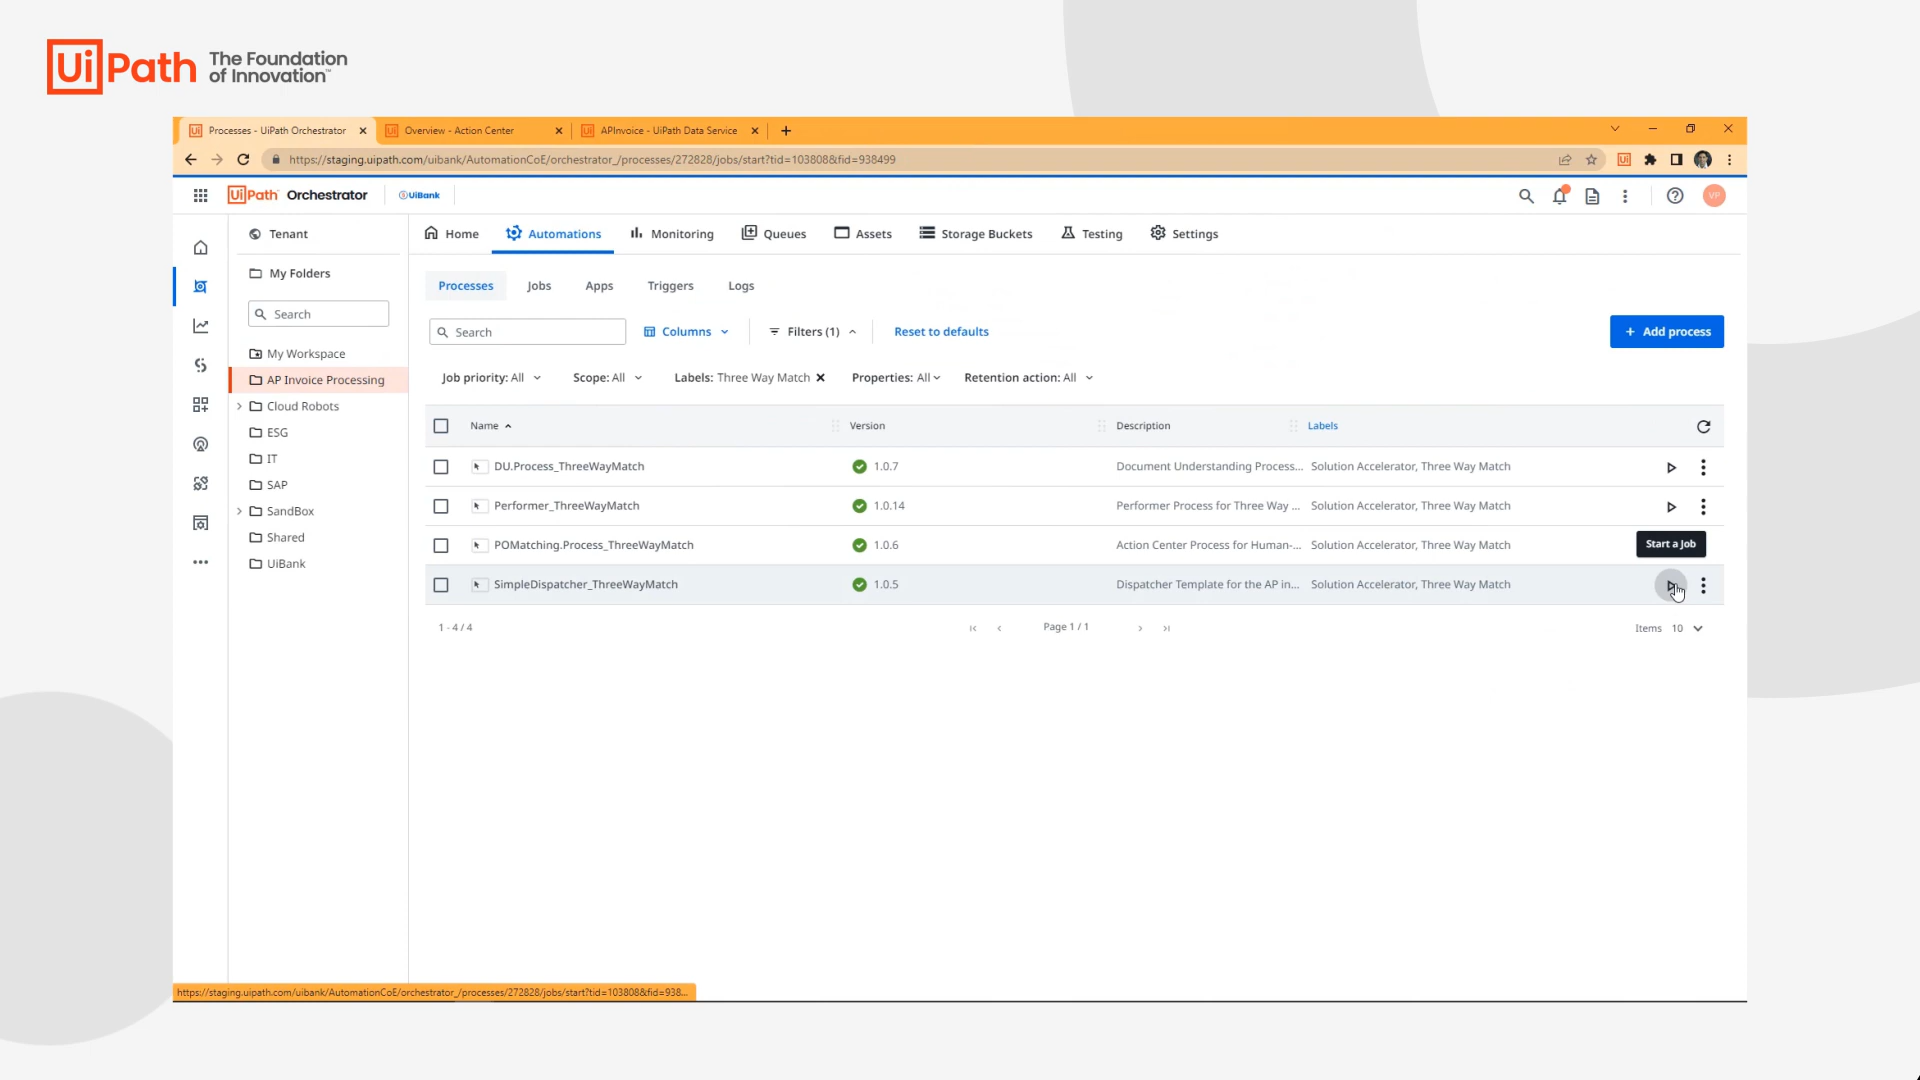 UiPath The Foundation of Innovation™
Processes - UiPath Orchestrator
Overview - Action Center
APInvoice - UiPath Data Service
https://staging.uipath.com/uibank/AutomationCoE/orchestrator_/processes/272828/jobs/start?tid=103808&fid=938499
UiPath Orchestrator
UiBank
VP
Tenant
Home
Automations
Monitoring
Queues
Assets
Storage Buckets
Testing
Settings
My Folders
Search
My Workspace
AP Invoice Processing
Cloud Robots
ESG
IT
SAP
SandBox
Shared
UiBank
Processes
Jobs
Apps
Triggers
Logs
Search
Columns
Filters (1)
Reset to defaults
+ Add process
Job priority: All
Scope: All
Labels: Three Way Match
Properties: All
Retention action: All
Name
Version
Description
Labels
DU.Process_ThreeWayMatch 1.0.7 Document Understanding Process... Solution Accelerator, Three Way Match
Performer_ThreeWayMatch 1.0.14 Performer Process for Three Way ... Solution Accelerator, Three Way Match
POMatching.Process_ThreeWayMatch 1.0.6 Action Center Process for Human-... Solution Accelerator, Three Way Match
Start a Job
SimpleDispatcher_ThreeWayMatch 1.0.5 Dispatcher Template for the AP in... Solution Accelerator, Three Way Match
1 - 4 / 4
Page 1 / 1
Items 10
https://staging.uipath.com/uibank/AutomationCoE/orchestrator_/processes/272828/jobs/start?tid=103808&fid=938...